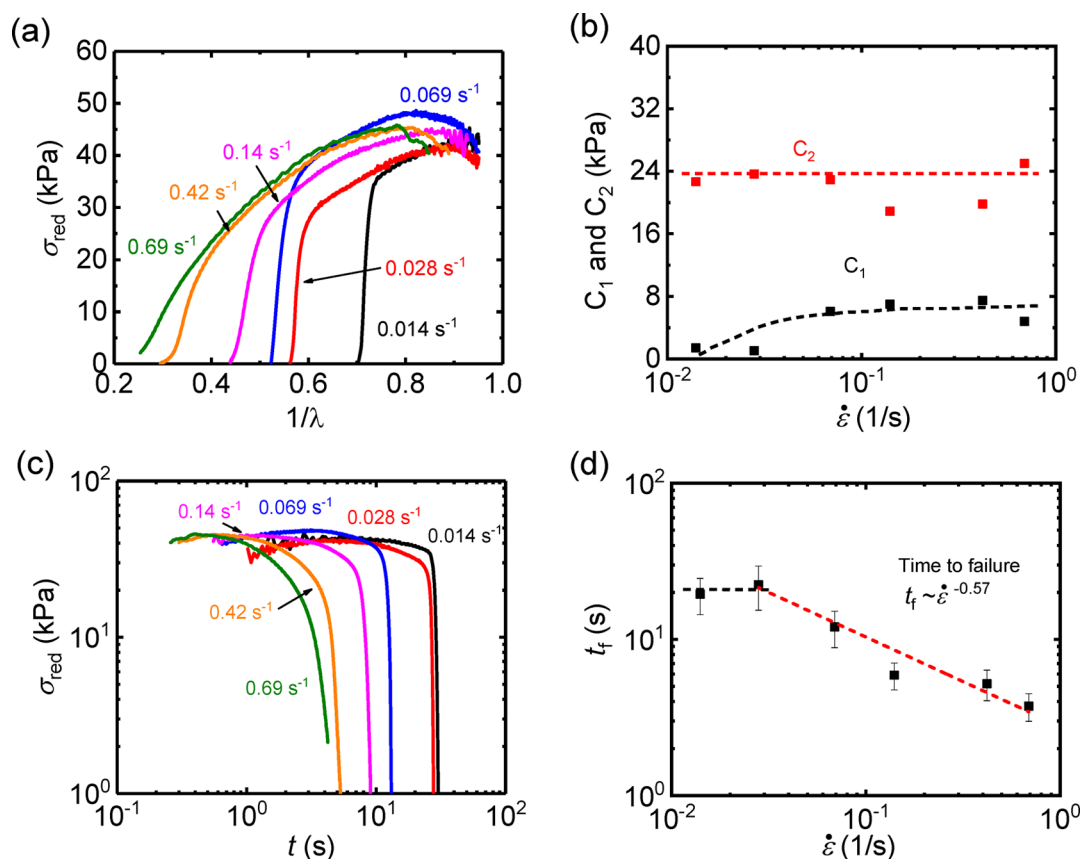 (a)
60
50
40
30
20
10
0
σred (kPa)
0.069 s-1
0.14 s-1
0.42 s-1
0.69 s-1
0.028 s-1
0.014 s-1
0.2 0.4 0.6 0.8 1.0
1/λ
(b)
40
32
24
16
8
0
C1 and C2 (kPa)
C2
C1
10-2 10-1 100
ε̇ (1/s)
(c)
102
101
100
σred (kPa)
0.14 s-1
0.069 s-1
0.028 s-1
0.014 s-1
0.42 s-1
0.69 s-1
10-1 100 101 102
t (s)
(d)
102
101
100
tf (s)
Time to failure
tf ~ε̇ -0.57
10-2 10-1 100
ε̇ (1/s)